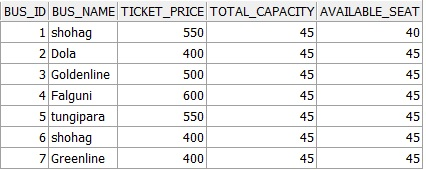 BUS_ID BUS_NAME TICKET_PRICE TOTAL_CAPACITY AVAILABLE_SEAT
1 shohag 550 45 40
2 Dola 400 45 45
3 Goldenline 500 45 45
4 Falguni 600 45 45
5 tungipara 550 45 45
6 shohag 400 45 45
7 Greenline 400 45 45